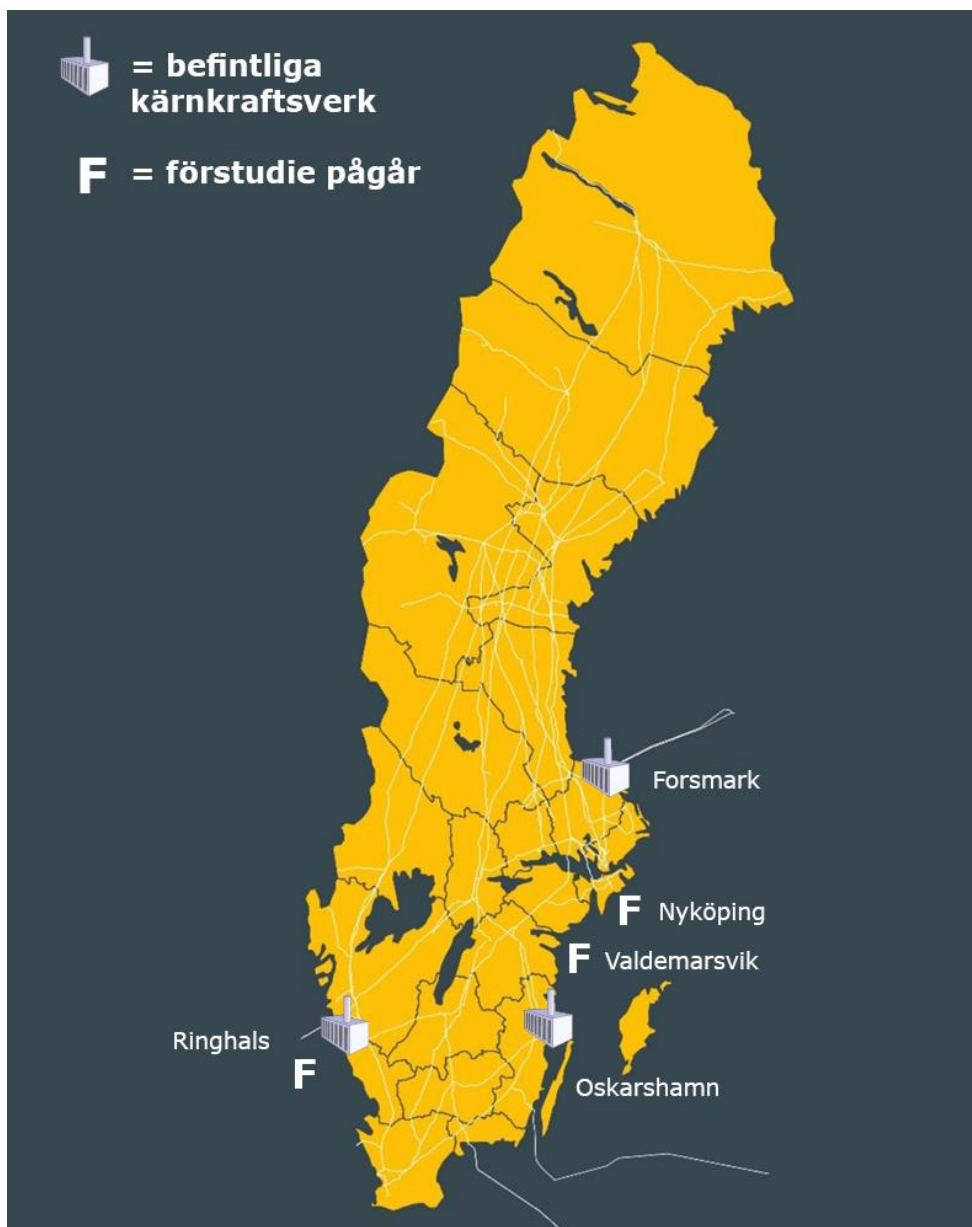 = befintliga
kärnkraftsverk
F = förstudie pågår
Forsmark
F Nyköping
F Valdemarsvik
Ringhals
F
Oskarshamn